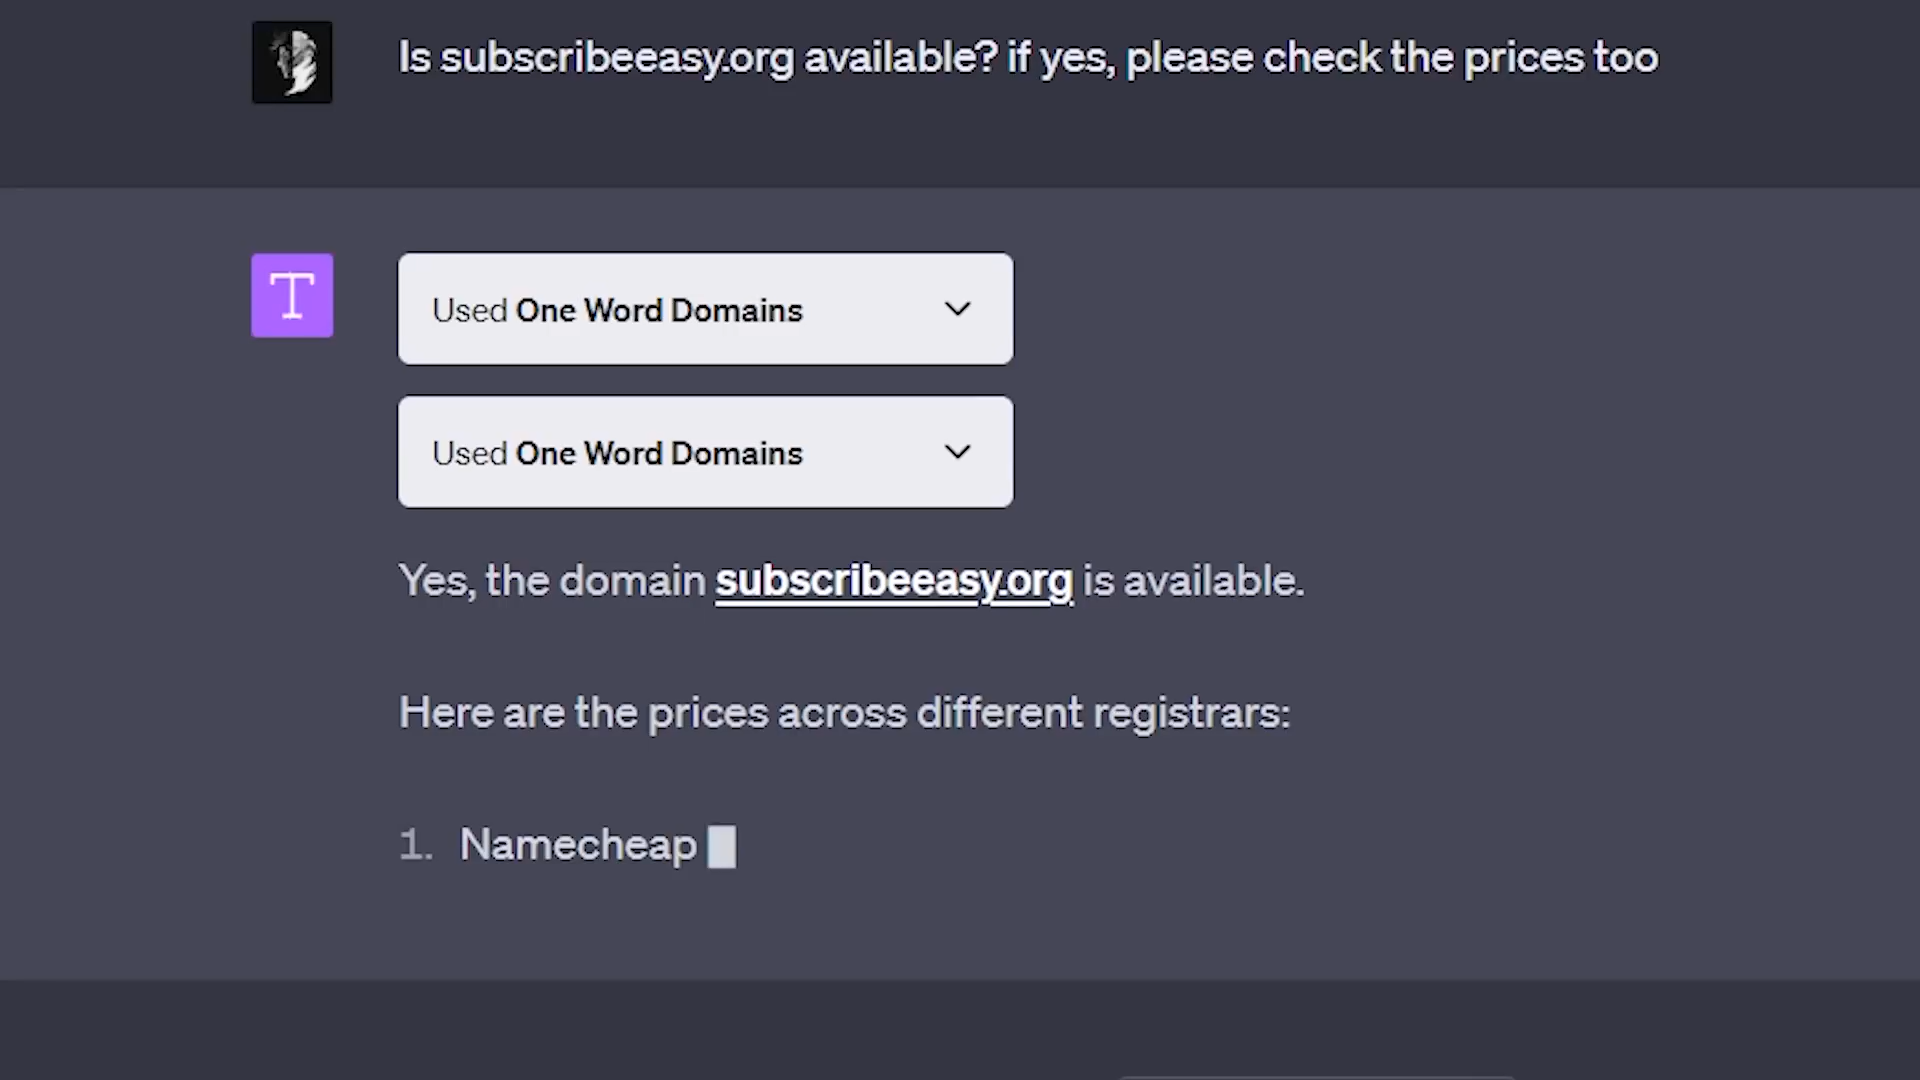 Is subscribeeasy.org available? if yes, please check the prices too
T
Used One Word Domains
Used One Word Domains
Yes, the domain subscribeeasy.org is available.
Here are the prices across different registrars:
1. Namecheap